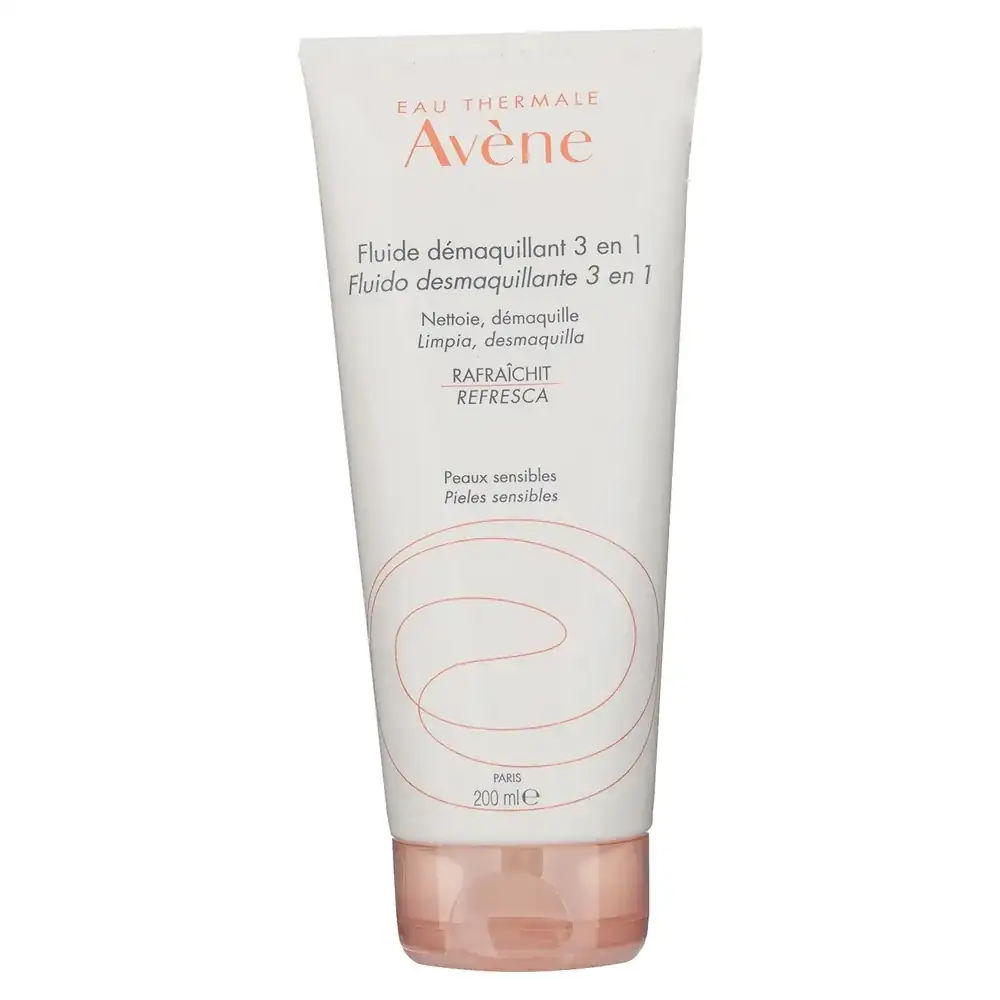 EAU THERMALE
Avène
Fluide démaquillant 3 en 1
Fluido desmaquillante 3 en 1
Nettoie, démaquille
Limpia, desmaquilla
RAFRAÎCHIT
REFRESCA
Peaux sensibles
Pieles sensibles
PARIS
200 ml ℮